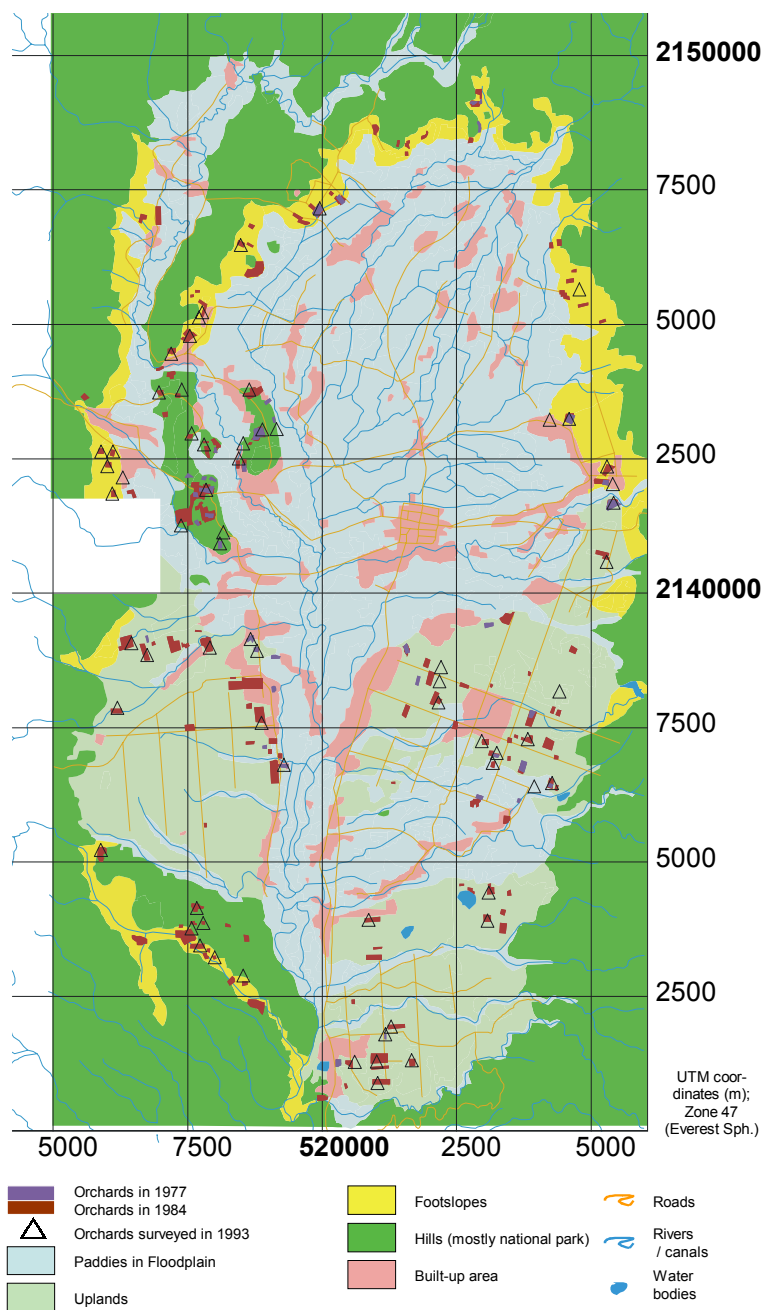 2150000
7500
5000
2500
2140000
7500
5000
2500
UTM coor-
dinates (m);
Zone 47
(Everest Sph.)
5000 7500 520000 2500 5000
Orchards in 1977
Orchards in 1984
Orchards surveyed in 1993
Paddies in Floodplain
Uplands
Footslopes
Hills (mostly national park)
Built-up area
Roads
Rivers
/ canals
Water
bodies